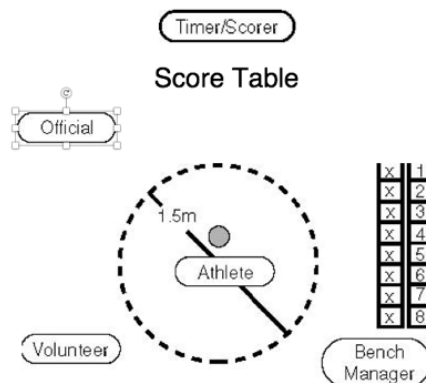 Timer/Scorer
Score Table
Official
1.5m
Athlete
x 1
x 2
x 3
x 4
x 5
x 6
x 7
x 8
Volunteer
Bench
Manager